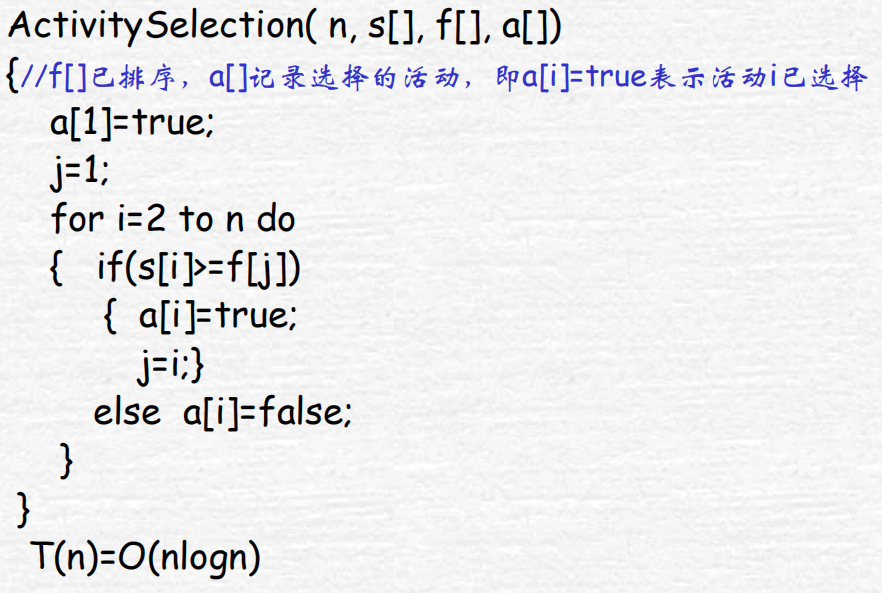 ActivitySelection( n, s[], f[], a[])
{//f[]已排序，a[]记录选择的活动，即a[i]=true表示活动i已选择
a[1]=true;
j=1;
for i=2 to n do
{ if(s[i]>=f[j])
{ a[i]=true;
j=i;}
else a[i]=false;
}
}
T(n)=O(nlogn)